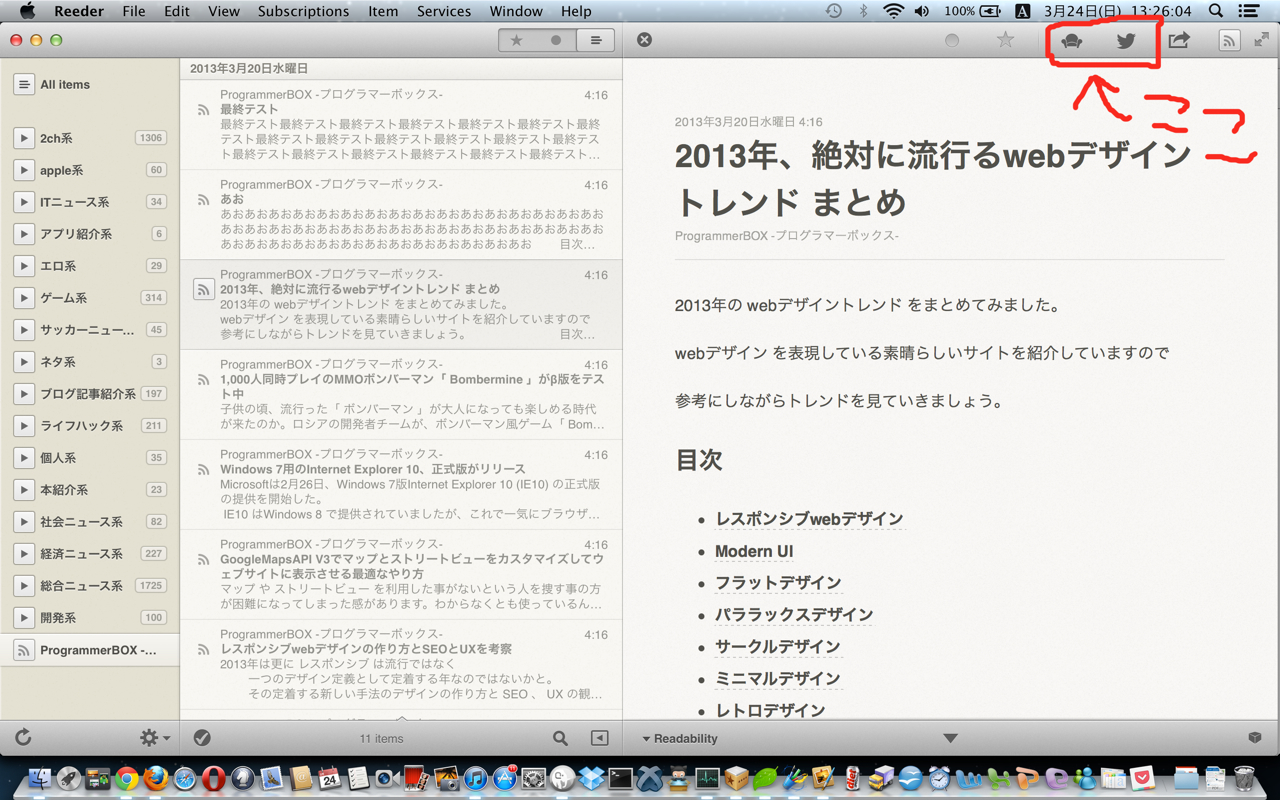 Reeder File Edit View Subscriptions Item Services Window Help
100% A 3月24日(日) 13:26:04
ココ
All items
2ch系 1306
apple系 60
ITニュース系 34
アプリ紹介系 6
エロ系 29
ゲーム系 314
サッカーニュー... 45
ネタ系 3
ブログ記事紹介系 197
ライフハック系 211
個人系 35
本紹介系 23
社会ニュース系 82
経済ニュース系 227
総合ニュース系 1725
開発系 100
ProgrammerBOX -...
2013年3月20日水曜日
ProgrammerBOX -プログラマーボックス- 4:16
最終テスト
最終テスト最終テスト最終テスト最終テスト最終テスト最終テスト最終
テスト最終テスト最終テスト最終テスト最終テスト最終テスト最終テス
ト最終テスト最終テスト最終テスト最終テスト最終テスト最終テスト...
ProgrammerBOX -プログラマーボックス- 4:16
あお
あおあおあおあおあおあおあおあおあおあおあおあおあおあおあおあお
あおあおあおあおあおあおあおあおあおあおあおあおあおあおあおあお
あおあおあおあおあおあおあおあおあおあおあおあおあお 目次...
ProgrammerBOX -プログラマーボックス- 4:16
2013年、絶対に流行るwebデザイントレンド まとめ
2013年の webデザイントレンド をまとめてみました。
webデザイン を表現している素晴らしいサイトを紹介していますので
参考にしながらトレンドを見ていきましょう。 目次...
ProgrammerBOX -プログラマーボックス- 4:16
1,000人同時プレイのMMOボンバーマン「 Bombermine 」がβ版をテス
ト中
子供の頃、流行った「 ボンバーマン 」が大人になっても楽しめる時代
が来たのか。ロシアの開発者チームが、ボンバーマン風ゲーム「 Bom...
ProgrammerBOX -プログラマーボックス- 4:16
Windows 7用のInternet Explorer 10、正式版がリリース
Microsoftは2月26日、Windows 7版Internet Explorer 10 (IE10) の正式版
の提供を開始した。
IE10 はWindows 8 で提供されていましたが、これで一気にブラウザ...
ProgrammerBOX -プログラマーボックス- 4:16
GoogleMapsAPI V3でマップとストリートビューをカスタマイズしてウ
ェブサイトに表示させる最適なやり方
マップ や ストリートビュー を利用した事がないという人を捜す事の方
が困難になってしまった感があります。わからなくとも使っているん...
ProgrammerBOX -プログラマーボックス- 4:16
レスポンシブwebデザインの作り方とSEOとUXを考察
2013年は更に レスポンシブ は流行ではなく
一つのデザイン定義として定着する年なのではないかと。
その定着する新しい手法のデザインの作り方と SEO 、 UX の観...
11 items
2013年3月20日水曜日 4:16
2013年、絶対に流行るwebデザイン
トレンド まとめ
ProgrammerBOX -プログラマーボックス-
2013年の webデザイントレンド をまとめてみました。
webデザイン を表現している素晴らしいサイトを紹介していますので
参考にしながらトレンドを見ていきましょう。
目次
レスポンシブwebデザイン
Modern UI
フラットデザイン
パララックスデザイン
サークルデザイン
ミニマルデザイン
レトロデザイン
Readability
24